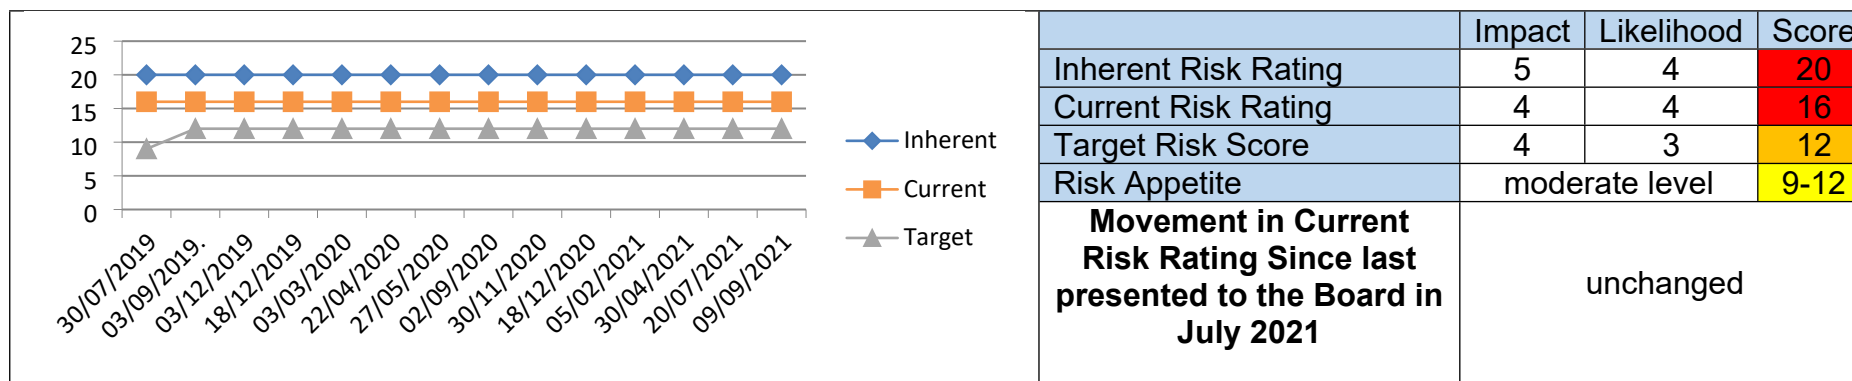 25
20
15
10
5
0
30/07/2019
03/09/2019.
03/12/2019
18/12/2019
03/03/2020
22/04/2020
27/05/2020
02/09/2020
30/11/2020
18/12/2020
05/02/2021
30/04/2021
20/07/2021
09/09/2021
Inherent
Current
Target
Impact Likelihood Score
Inherent Risk Rating 5 4 20
Current Risk Rating 4 4 16
Target Risk Score 4 3 12
Risk Appetite moderate level 9-12
Movement in Current
Risk Rating Since last
presented to the Board in
July 2021
unchanged